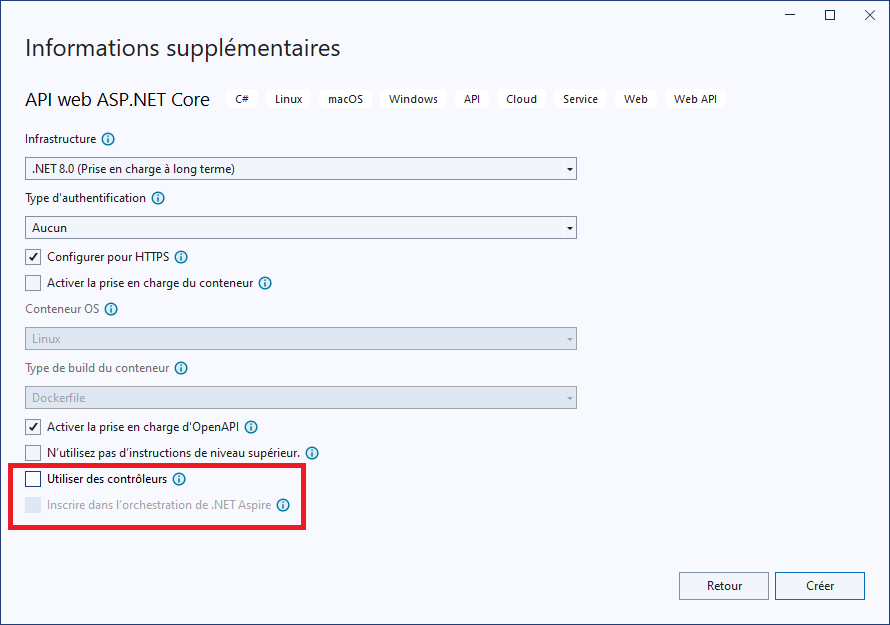 Informations supplémentaires
API web ASP.NET Core C# Linux macOS Windows API Cloud Service Web Web API
Infrastructure
.NET 8.0 (Prise en charge à long terme)
Type d'authentification
Aucun
Configurer pour HTTPS
Activer la prise en charge du conteneur
Conteneur OS
Linux
Type de build du conteneur
Dockerfile
Activer la prise en charge d'OpenAPI
N'utilisez pas d'instructions de niveau supérieur.
Utiliser des contrôleurs
Inscrire dans l'orchestration de .NET Aspire
Retour Créer